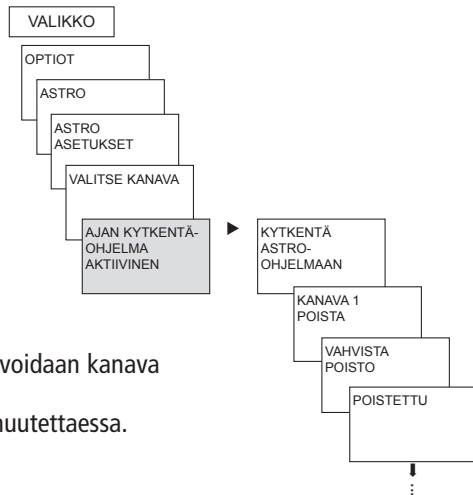 VALIKKO
OPTIOT
ASTRO
ASTRO
ASETUKSET
VALITSE KANAVA
AJAN KYTKENTÄ-
OHJELMA
AKTIIVINEN
KYTKENTÄ
ASTRO-
OHJELMAAN
KANAVA 1
POISTA
VAHVISTA
POISTO
POISTETTU
voidaan kanava